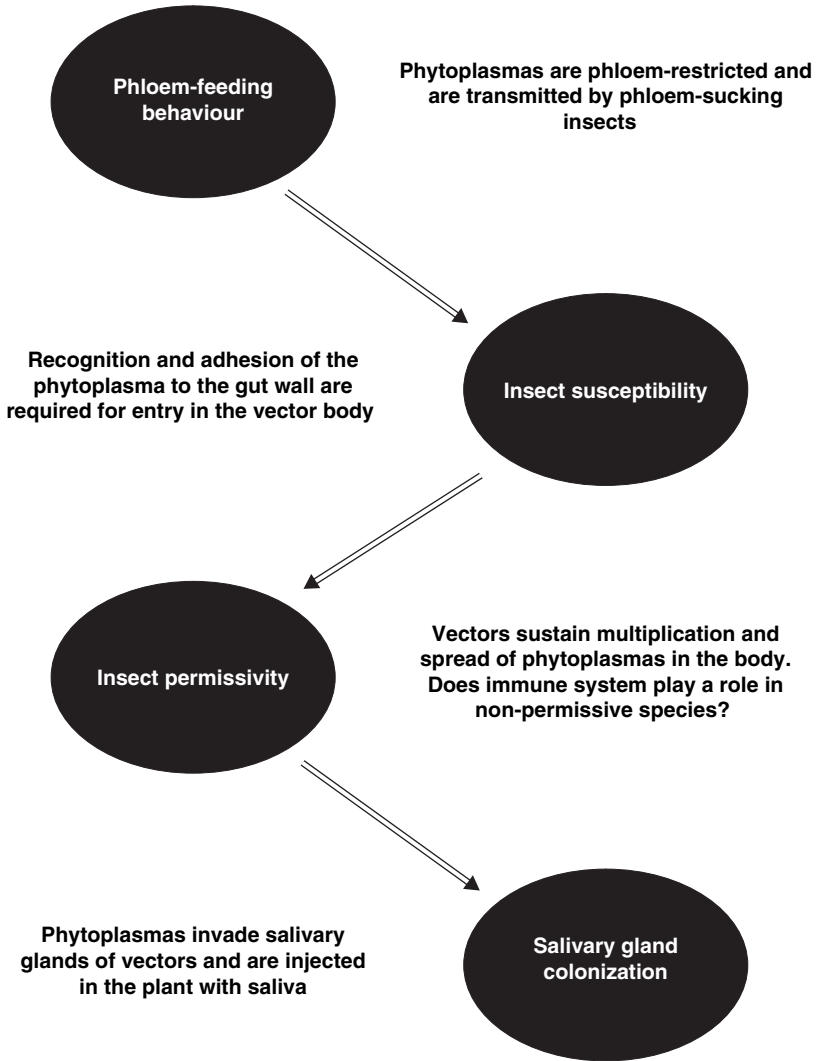 Phloem-feeding
behaviour
Phytoplasmas are phloem-restricted and
are transmitted by phloem-sucking
insects
Recognition and adhesion of the
phytoplasma to the gut wall are
required for entry in the vector body
Insect susceptibility
Insect permissivity
Vectors sustain multiplication and
spread of phytoplasmas in the body.
Does immune system play a role in
non-permissive species?
Phytoplasmas invade salivary
glands of vectors and are injected
in the plant with saliva
Salivary gland
colonization